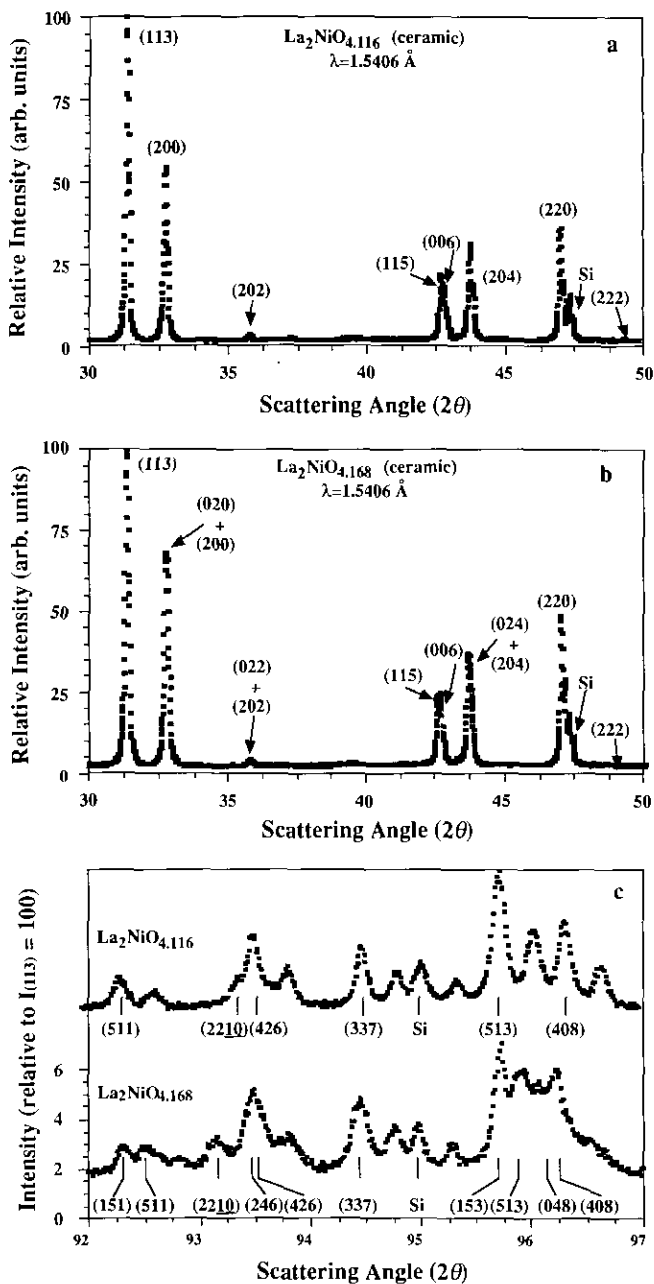 100
La₂NiO₄.₁₁₆ (ceramic)
a
(113)
λ=1.5406 Å
75
(200)
50
(220)
(006)
(115)
Si
25
(204)
(202)
(222)
0
30 35 40 45 50
Relative Intensity (arb. units)
Scattering Angle (2θ)
100
(113)
La₂NiO₄.₁₆₈ (ceramic)
b
λ=1.5406 Å
(020)
+
(200)
75
50
(220)
(024)
+
(204)
(006)
(115)
(022)
+
(202)
Si
25
(222)
0
30 35 40 45 50
Relative Intensity (arb. units)
Scattering Angle (2θ)
c
La₂NiO₄.₁₁₆
(511) (2210) (426) (337) Si (513) (408)
6
La₂NiO₄.₁₆₈
4
2
0
(151) (511) (2210) (246) (426) (337) Si (153) (513) (048) (408)
92 93 94 95 96 97
Intensity (relative to I(113) = 100)
Scattering Angle (2θ)